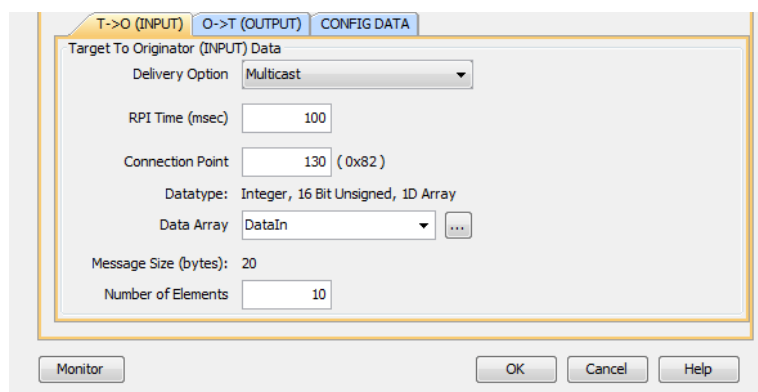 T->O (INPUT) O->T (OUTPUT) CONFIG DATA
Target To Originator (INPUT) Data
Delivery Option Multicast
RPI Time (msec) 100
Connection Point 130 ( 0x82 )
Datatype: Integer, 16 Bit Unsigned, 1D Array
Data Array DataIn ...
Message Size (bytes): 20
Number of Elements 10
Monitor OK Cancel Help